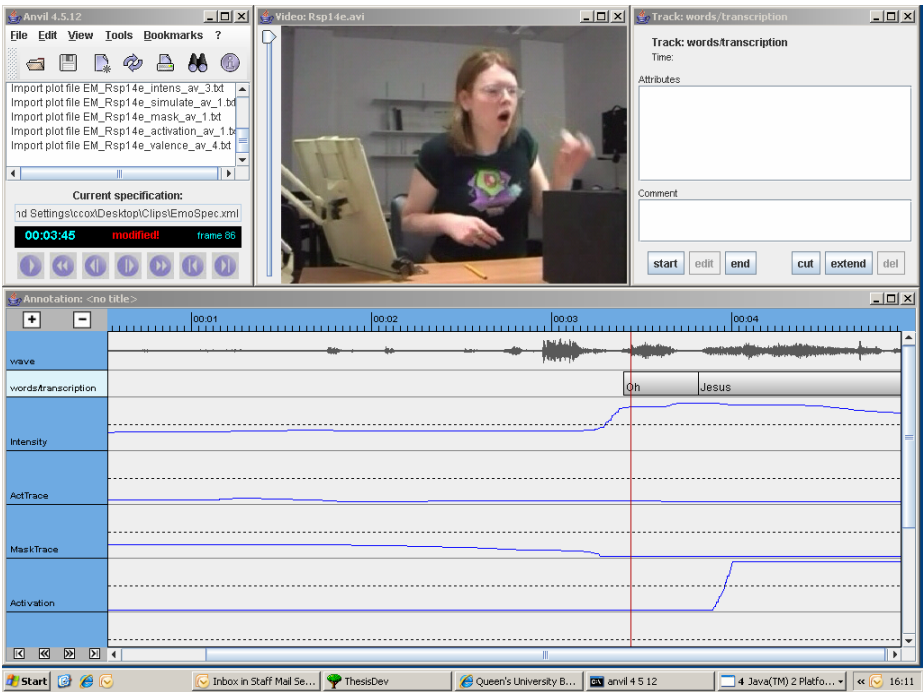 Anvil 4.5.12
File Edit View Tools Bookmarks ?
Import plot file EM_Rsp14e_intens_av_3.txt
Import plot file EM_Rsp14e_simulate_av_1.txt
Import plot file EM_Rsp14e_mask_av_1.txt
Import plot file EM_Rsp14e_activation_av_1.txt
Import plot file EM_Rsp14e_valence_av_4.txt
Current specification:
nd Settings\ccox\Desktop\Clips\EmoSpec.xml
00:03:45 modified! frame 86
Video: Rsp14e.avi
Track: words/transcription
Track: words/transcription
Time:
Attributes
Comment
start edit end cut extend del
Annotation: <no title>
+ -
00:01 00:02 00:03 00:04
wave
words/transcription
Oh Jesus
Intensity
ActTrace
MaskTrace
Activation
Start Inbox in Staff Mail Se... ThesisDev Queen's University B... anvil 4 5 12 4 Java(TM) 2 Platfo... « 16:11